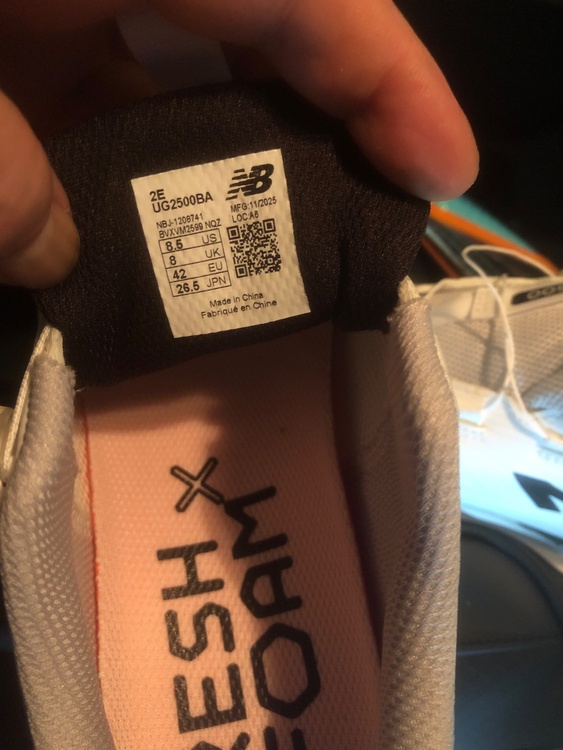 2E
UG2500BA
NB
NBJ-1208741
MFG:11/2025
BVXVM2599 NQZ
LOC:A6
8.5 US
8 UK
42 EU
26.5 JPN
Made in China
Fabriqué en Chine
FRESH X
FOAM